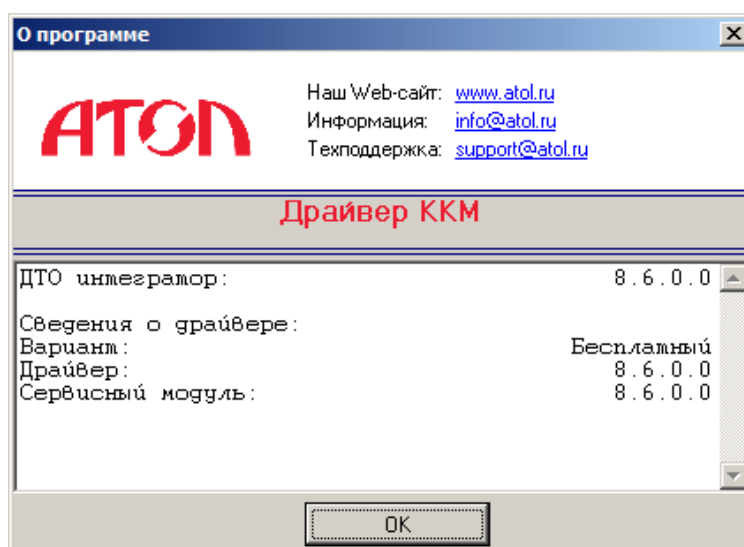 О программе
АТОЛ
Наш Web-сайт: www.atol.ru
Информация: info@atol.ru
Техподдержка: support@atol.ru
Драйвер ККМ
ДТО интегратор: 8.6.0.0
Сведения о драйвере:
Вариант: Бесплатный
Драйвер: 8.6.0.0
Сервисный модуль: 8.6.0.0
OK